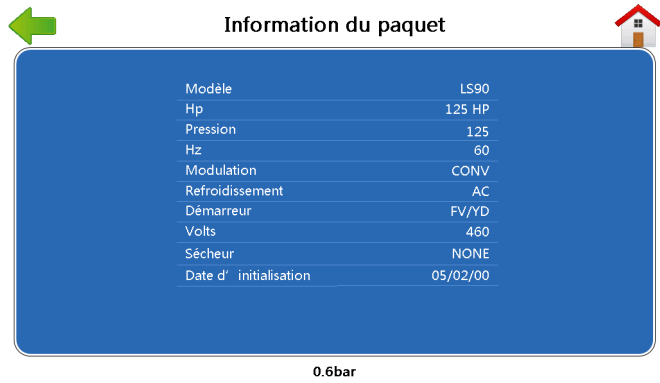 Information du paquet
Modèle LS90
Hp 125 HP
Pression 125
Hz 60
Modulation CONV
Refroidissement AC
Démarreur FV/YD
Volts 460
Sécheur NONE
Date d’ initialisation 05/02/00
0.6bar